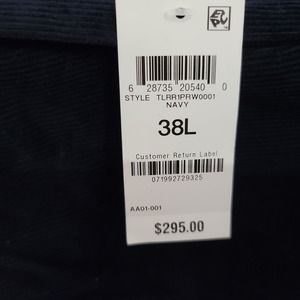 6 28735 20540 0
STYLE TLRR1PRW0001
NAVY
38L
Customer Return Label
071992729325
AA01-001
$295.00